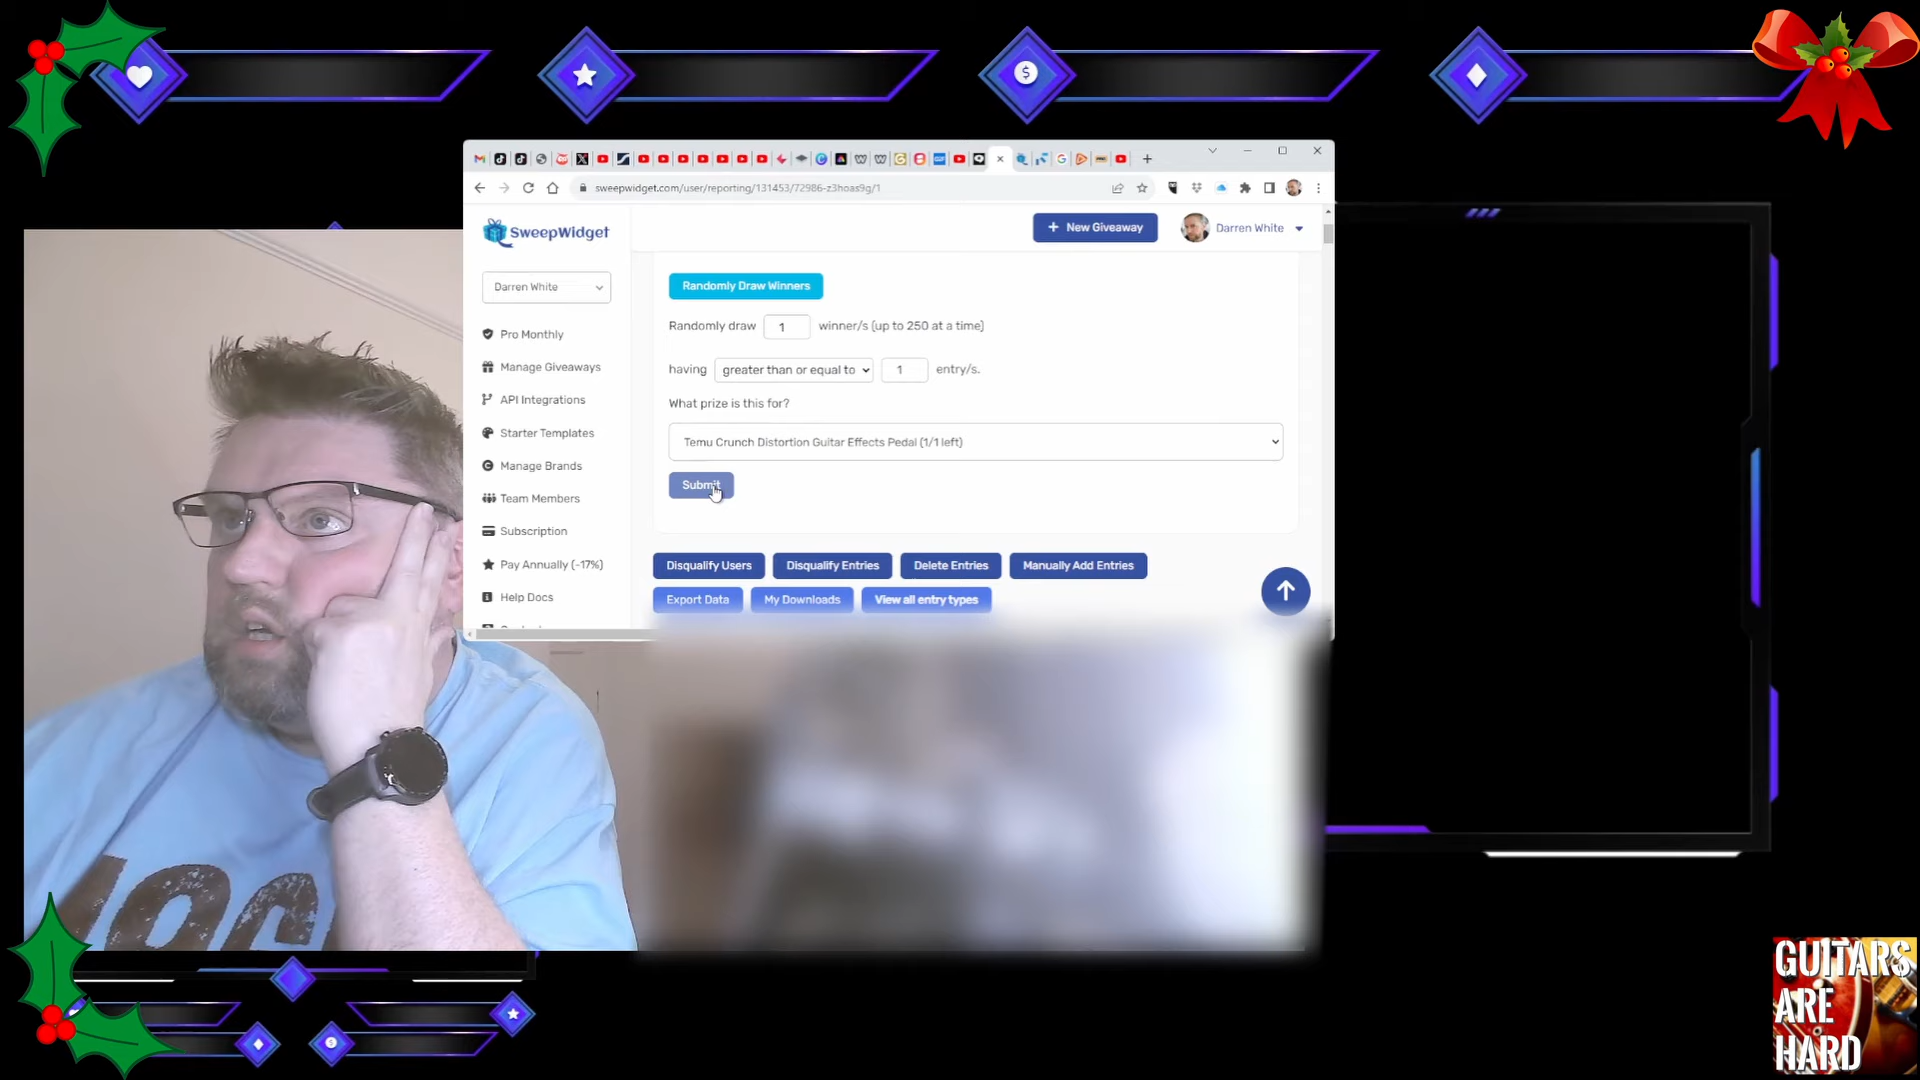 sweepwidget.com/user/reporting/131453/72986-z3hoas9g/1
SweepWidget
+ New Giveaway
Darren White
Darren White
Pro Monthly
Manage Giveaways
API Integrations
Starter Templates
Manage Brands
Team Members
Subscription
Pay Annually (-17%)
Help Docs
Randomly Draw Winners
Randomly draw 1 winner/s (up to 250 at a time)
having greater than or equal to 1 entry/s.
What prize is this for?
Temu Crunch Distortion Guitar Effects Pedal (1/1 left)
Submit
Disqualify Users
Disqualify Entries
Delete Entries
Manually Add Entries
Export Data
My Downloads
View all entry types
GUITARS
ARE
HARD